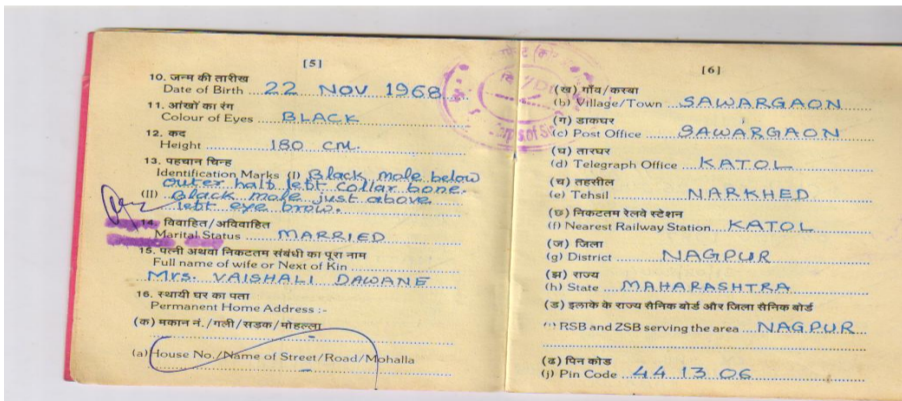 [5]
10. जन्म की तारीख
Date of Birth 22 NOV 1968
11. आंखों का रंग
Colour of Eyes BLACK
12. कद
Height 180 CM.
13. पहचान चिन्ह
Identification Marks (I) Black mole below
outer half left collar bone.
(II) Black mole just above
left eye brow.
14. विवाहित/अविवाहित
Marital Status MARRIED
15. पत्नी अथवा निकटतम संबंधी का पूरा नाम
Full name of wife or Next of Kin
Mrs. VAISHALI DAWANE
16. स्थायी घर का पता
Permanent Home Address :-
(क) मकान नं./गली/सडक/मोहल्ला
(a) House No./Name of Street/Road/Mohalla
[6]
(ख) गाँव/कस्बा
(b) Village/Town SAWARGAON
(ग) डाकघर
(c) Post Office SAWARGAON
(घ) तारघर
(d) Telegraph Office KATOL
(च) तहसील
(e) Tehsil NARKHED
(छ) निकटतम रेलवे स्टेशन
(f) Nearest Railway Station KATOL
(ज) जिला
(g) District NAGPUR
(झ) राज्य
(h) State MAHARASHTRA
(ड) इलाके के राज्य सैनिक बोर्ड और जिला सैनिक बोर्ड
RSB and ZSB serving the area NAGPUR
(ढ) पिन कोड
(j) Pin Code 44 13 06